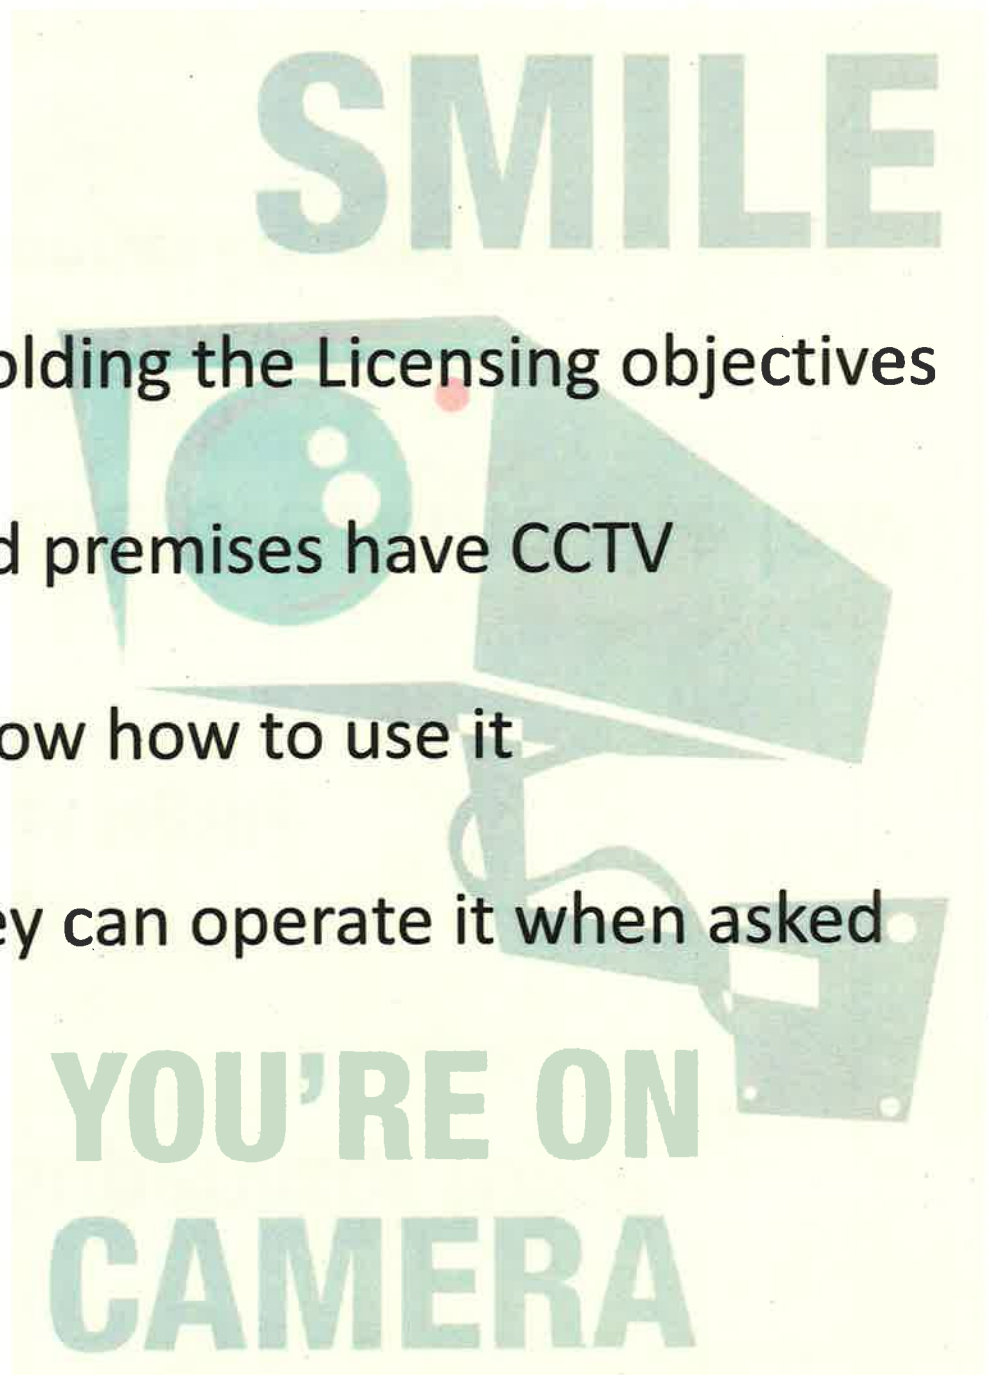 SMILE
olding the Licensing objectives
d premises have CCTV
ow how to use it
ey can operate it when asked
YOU'RE ON
CAMERA